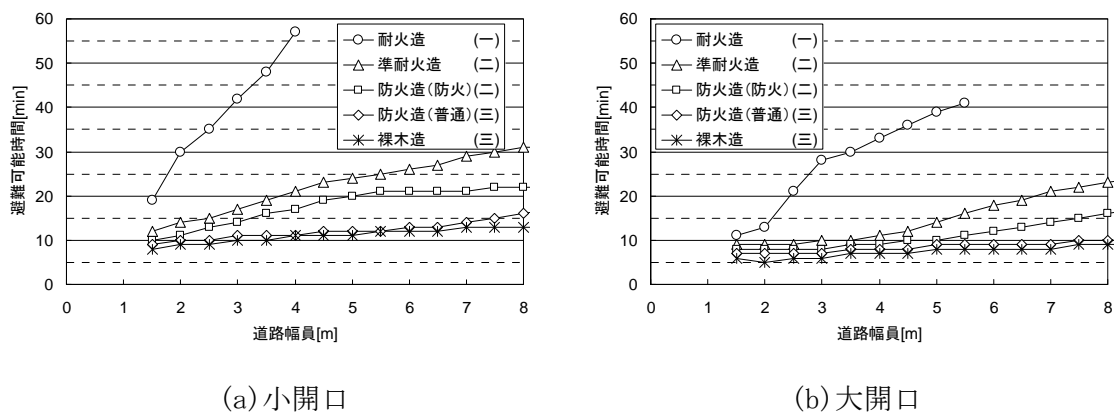 60
50
40
30
20
10
0
避難可能時間[min]
耐火造 (一)
準耐火造 (二)
防火造(防火)(二)
防火造(普通)(三)
裸木造 (三)
0 1 2 3 4 5 6 7 8
道路幅員[m]
(a)小開口
60
50
40
30
20
10
0
避難可能時間[min]
耐火造 (一)
準耐火造 (二)
防火造(防火)(二)
防火造(普通)(三)
裸木造 (三)
0 1 2 3 4 5 6 7 8
道路幅員[m]
(b)大開口